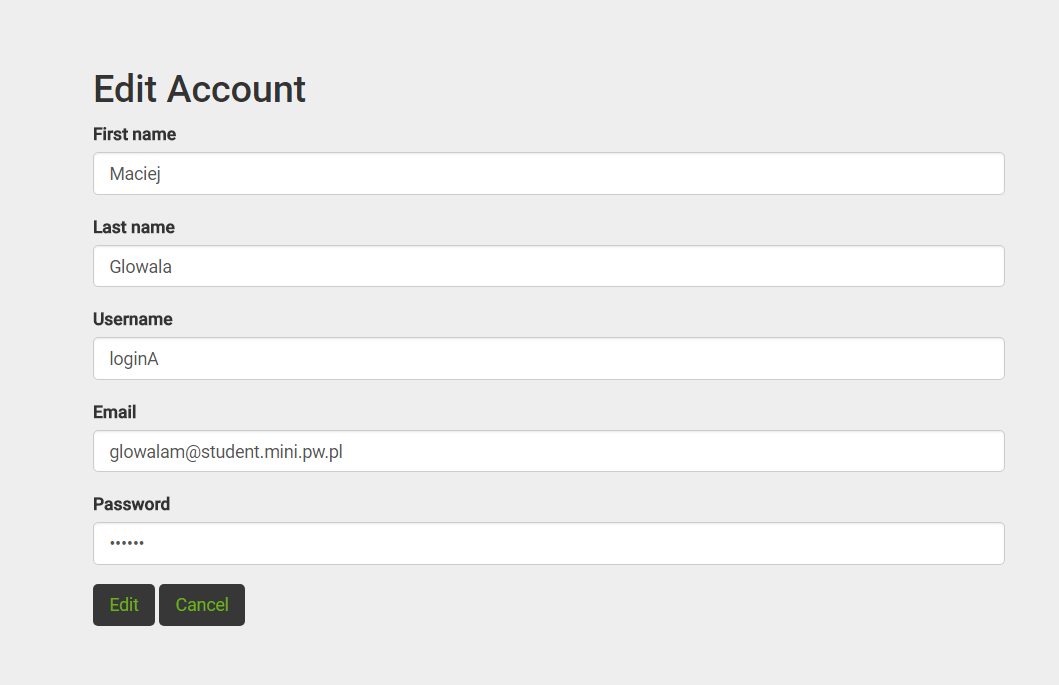 Edit Account
First name
Maciej
Last name
Glowala
Username
loginA
Email
glowalam@student.mini.pw.pl
Password
••••••
Edit Cancel